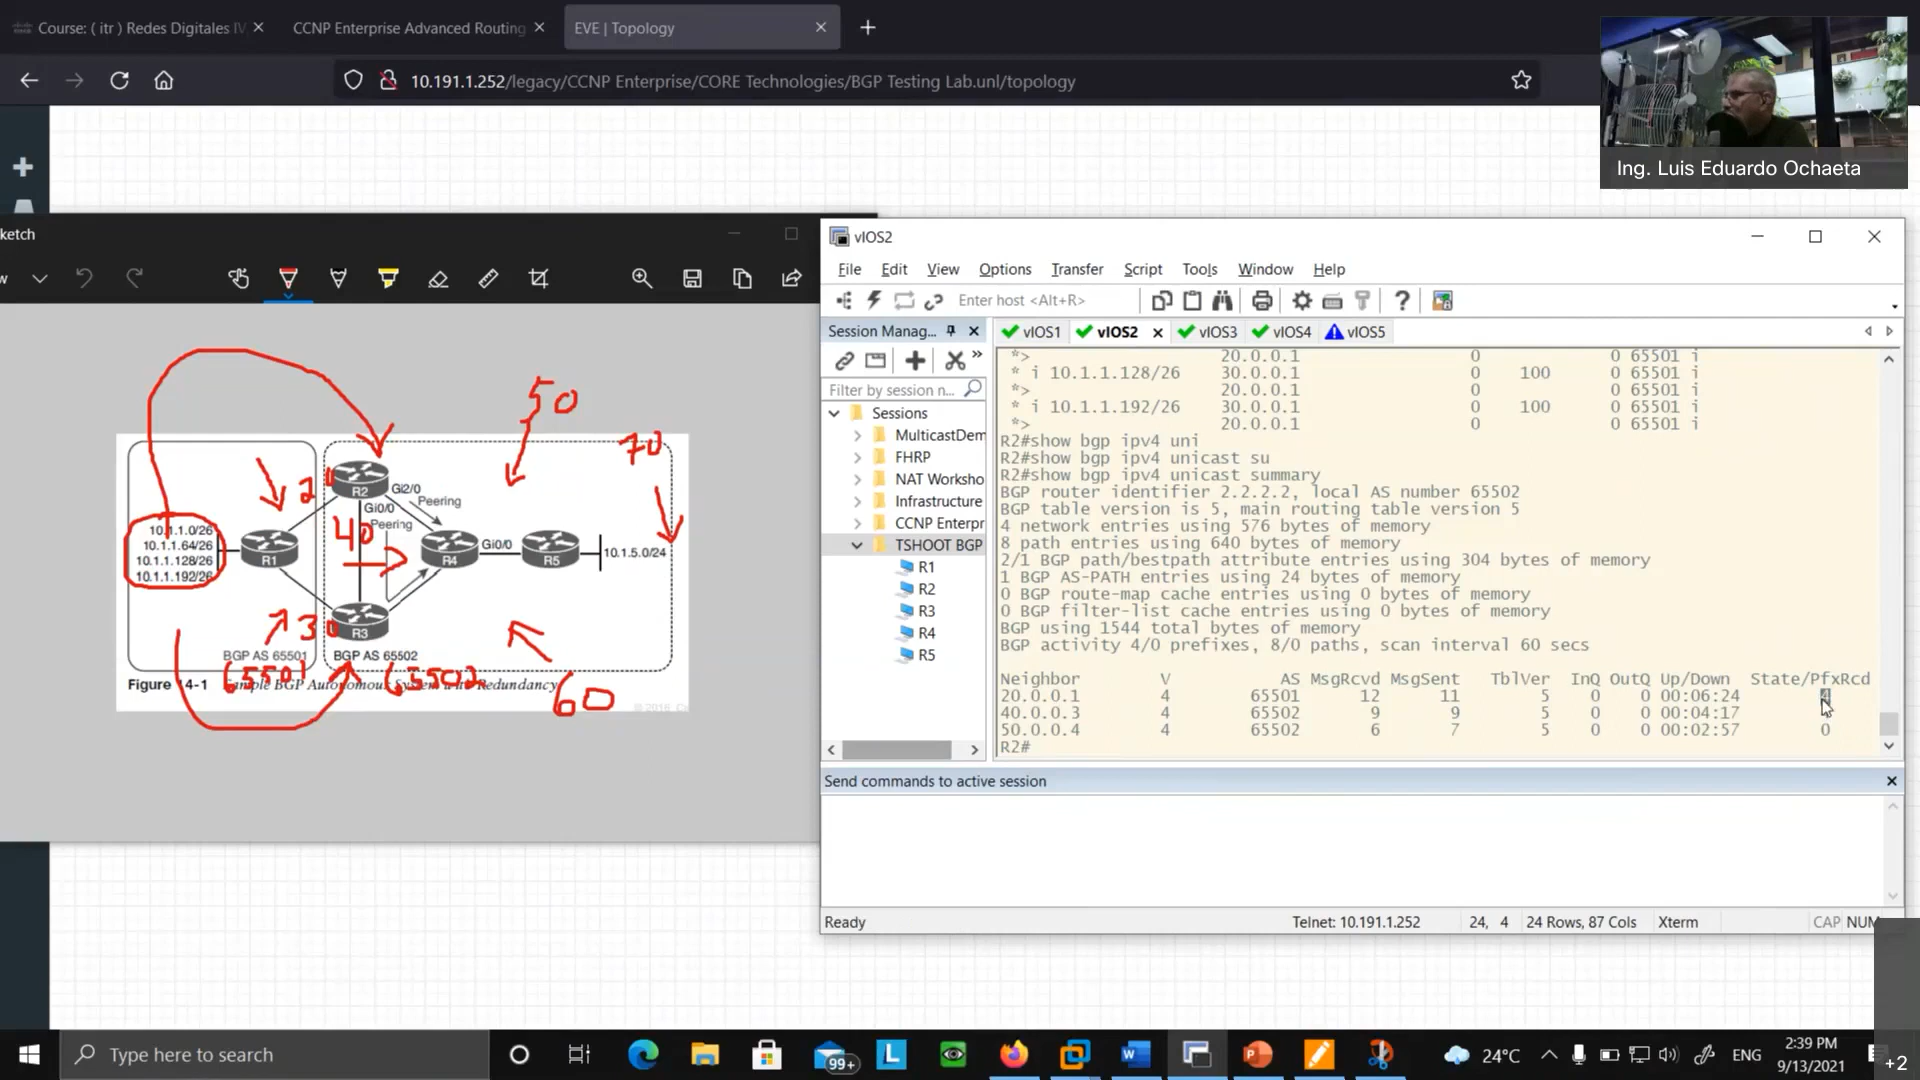 Course: ( itr ) Redes Digitales IV
CCNP Enterprise Advanced Routing
EVE | Topology
10.191.1.252/legacy/CCNP Enterprise/CORE Technologies/BGP Testing Lab.unl/topology
Ing. Luis Eduardo Ochaeta
ketch
50
70
20
40
30
60
65501
65502
R2
Gi2/0
Peering
Gi0/0
Peering
10.1.1.0/26
10.1.1.64/26
10.1.1.128/26
10.1.1.192/26
R1
R4
Gi0/0
R5
10.1.5.0/24
R3
BGP AS 65501
BGP AS 65502
Figure 14-1 Sample BGP Autonomous System with Redundancy
vIOS2
File Edit View Options Transfer Script Tools Window Help
Enter host <Alt+R>
Session Manag...
vIOS1
vIOS2
vIOS3
vIOS4
vIOS5
Filter by session n...
Sessions
MulticastDem
FHRP
NAT Worksho
Infrastructure
CCNP Enterpr
TSHOOT BGP
R1
R2
R3
R4
R5
*> 20.0.0.1 0 0 65501 i
* i 10.1.1.128/26 30.0.0.1 0 100 0 65501 i
*> 20.0.0.1 0 0 65501 i
* i 10.1.1.192/26 30.0.0.1 0 100 0 65501 i
*> 20.0.0.1 0 0 65501 i
R2#show bgp ipv4 uni
R2#show bgp ipv4 unicast su
R2#show bgp ipv4 unicast summary
BGP router identifier 2.2.2.2, local AS number 65502
BGP table version is 5, main routing table version 5
4 network entries using 576 bytes of memory
8 path entries using 640 bytes of memory
2/1 BGP path/bestpath attribute entries using 304 bytes of memory
1 BGP AS-PATH entries using 24 bytes of memory
0 BGP route-map cache entries using 0 bytes of memory
0 BGP filter-list cache entries using 0 bytes of memory
BGP using 1544 total bytes of memory
BGP activity 4/0 prefixes, 8/0 paths, scan interval 60 secs
Neighbor V AS MsgRcvd MsgSent TblVer InQ OutQ Up/Down State/PfxRcd
20.0.0.1 4 65501 12 11 5 0 0 00:06:24 4
40.0.0.3 4 65502 9 9 5 0 0 00:04:17
50.0.0.4 4 65502 6 7 5 0 0 00:02:57 0
R2#
Send commands to active session
Ready
Telnet: 10.191.1.252
24, 4
24 Rows, 87 Cols
Xterm
CAP NUM
Type here to search
99+
24°C
ENG
2:39 PM
9/13/2021
+2